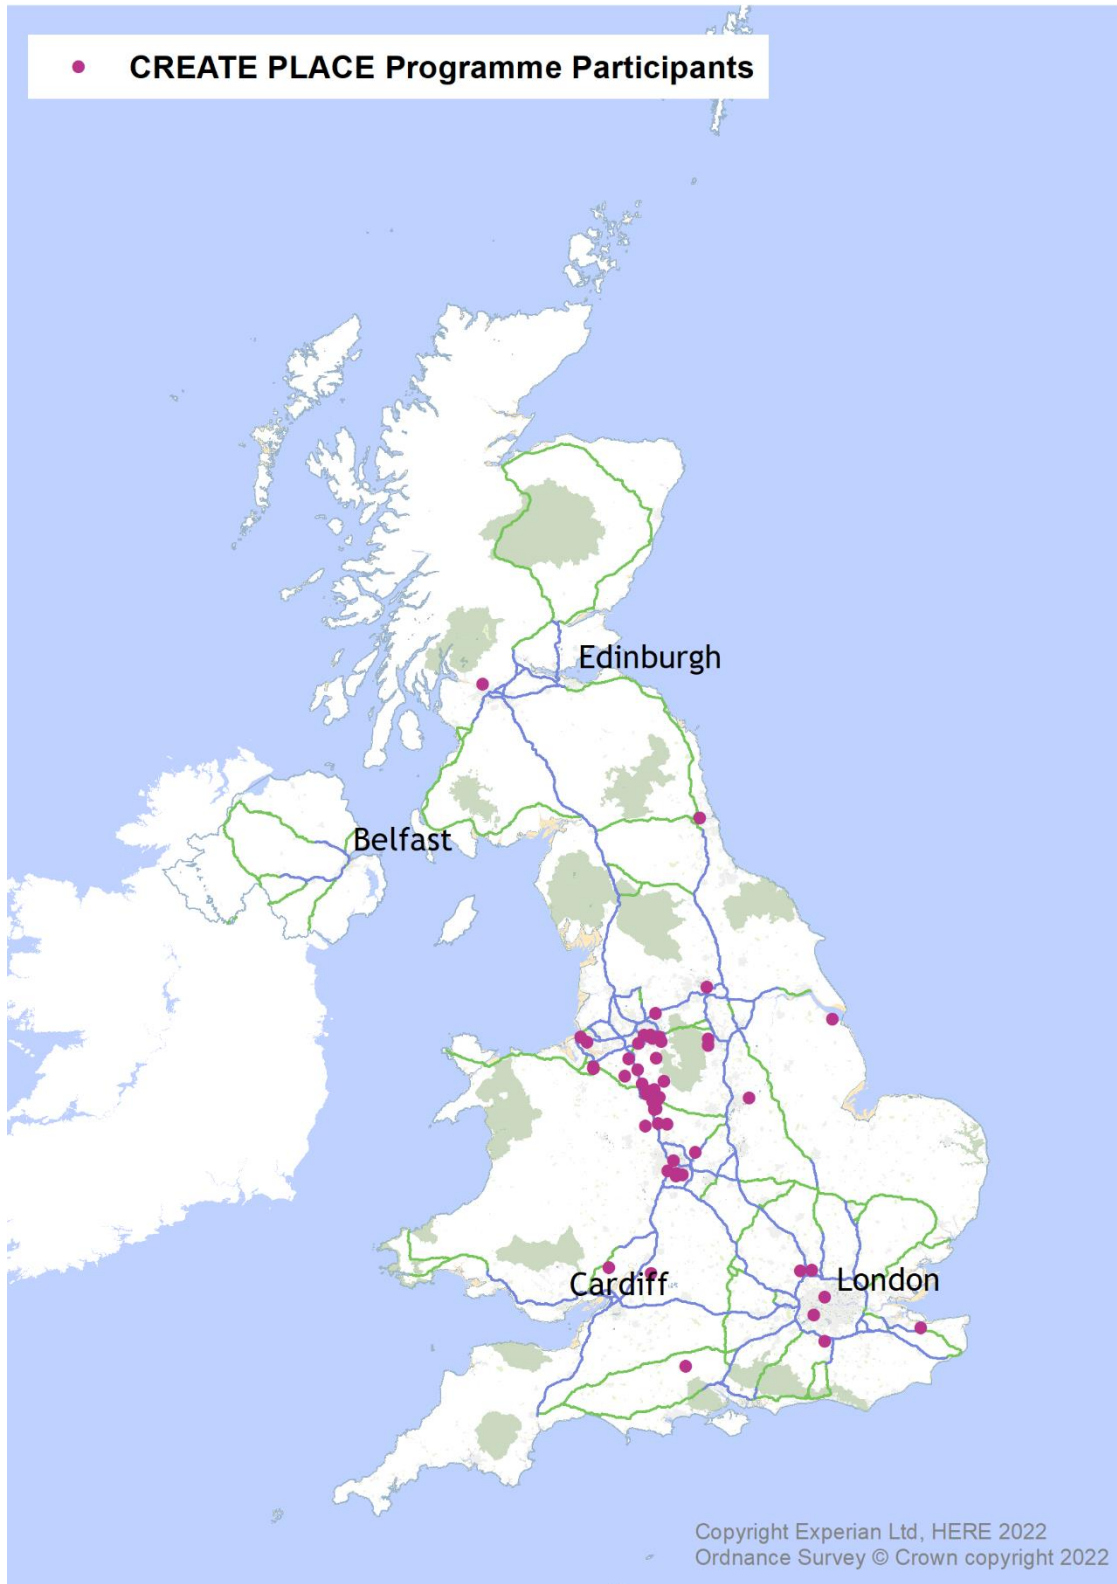 CREATE PLACE Programme Participants
Edinburgh
Belfast
Cardiff
London
Copyright Experian Ltd, HERE 2022
Ordnance Survey © Crown copyright 2022